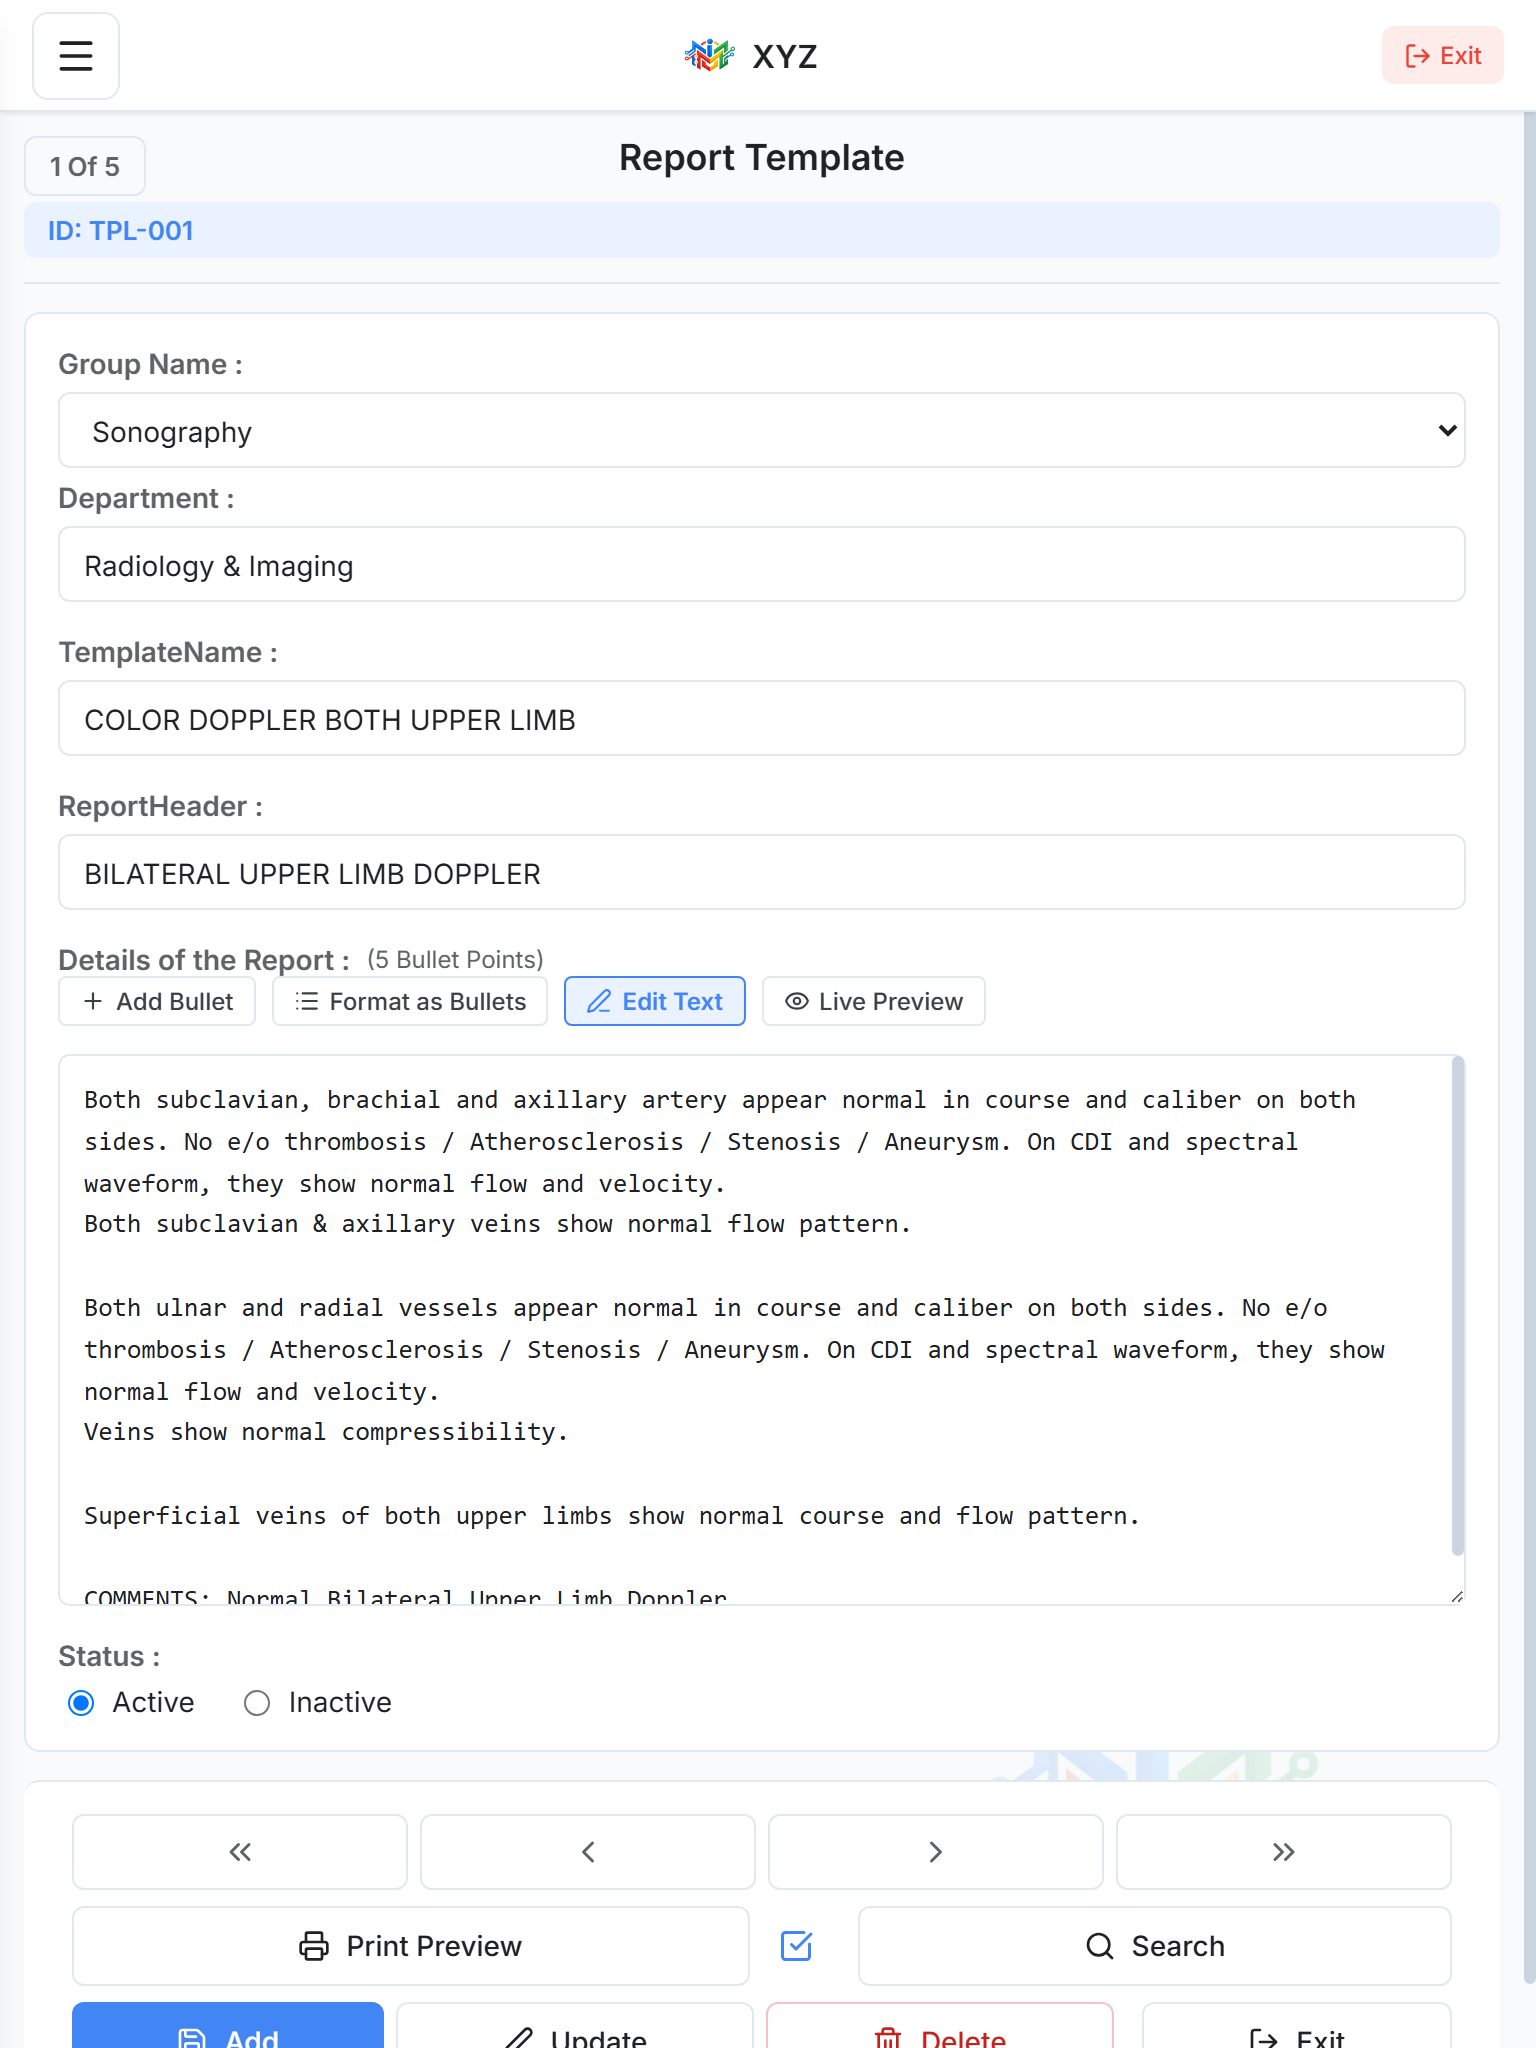 XYZ
Exit
1 Of 5
Report Template
ID: TPL-001
Group Name :
Sonography
Department :
Radiology & Imaging
TemplateName :
COLOR DOPPLER BOTH UPPER LIMB
ReportHeader :
BILATERAL UPPER LIMB DOPPLER
Details of the Report : (5 Bullet Points)
Add Bullet
Format as Bullets
Edit Text
Live Preview
Both subclavian, brachial and axillary artery appear normal in course and caliber on both
sides. No e/o thrombosis / Atherosclerosis / Stenosis / Aneurysm. On CDI and spectral
waveform, they show normal flow and velocity.
Both subclavian & axillary veins show normal flow pattern.
Both ulnar and radial vessels appear normal in course and caliber on both sides. No e/o
thrombosis / Atherosclerosis / Stenosis / Aneurysm. On CDI and spectral waveform, they show
normal flow and velocity.
Veins show normal compressibility.
Superficial veins of both upper limbs show normal course and flow pattern.
COMMENTS: Normal Bilateral Upper Limb Doppler
Status :
Active
Inactive
Print Preview
Search
Add
Update
Delete
Exit